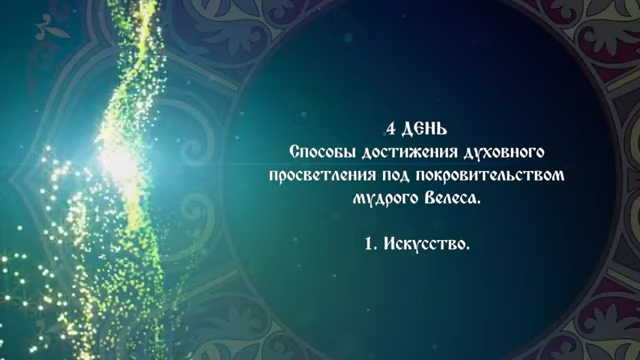 4 ДЕНЬ
Способы достижения духовного
просветления под покровительством
мудрого Велеса.
1. Искусство.